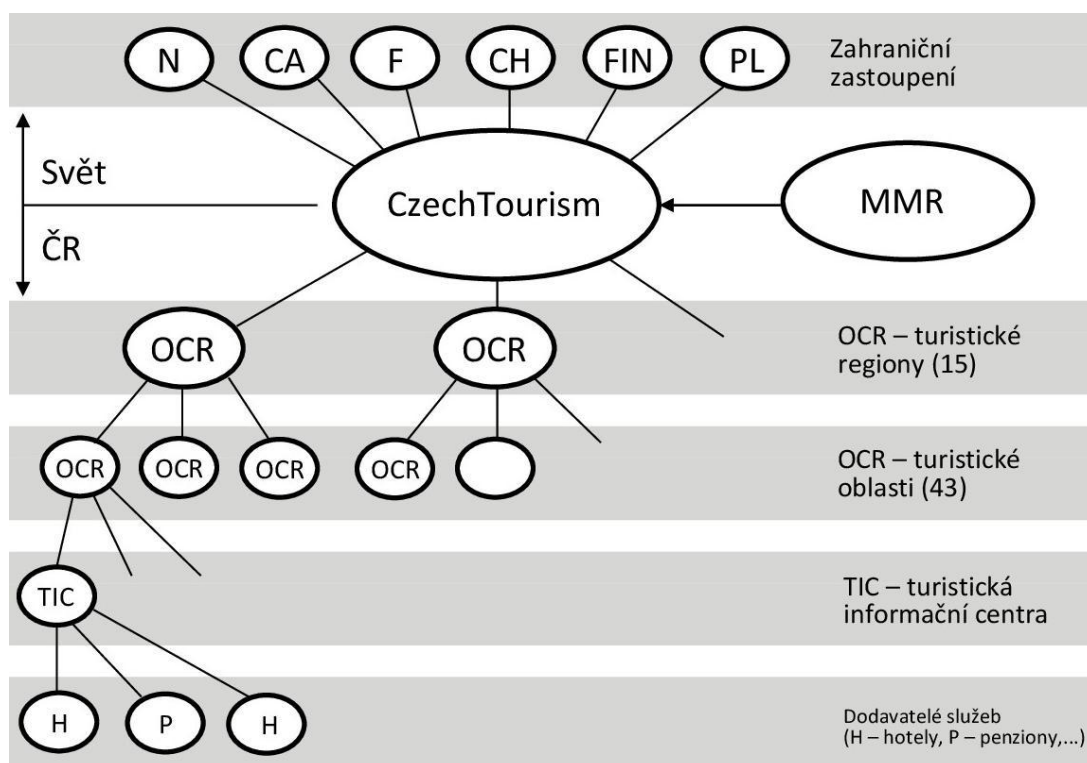 N CA F CH FIN PL
Zahraniční
zastoupení
Svět
ČR
CzechTourism
MMR
OCR OCR
OCR – turistické
regiony (15)
OCR OCR OCR OCR
OCR – turistické
oblasti (43)
TIC
TIC – turistická
informační centra
H P H
Dodavatelé služeb
(H – hotely, P – penziony,...)